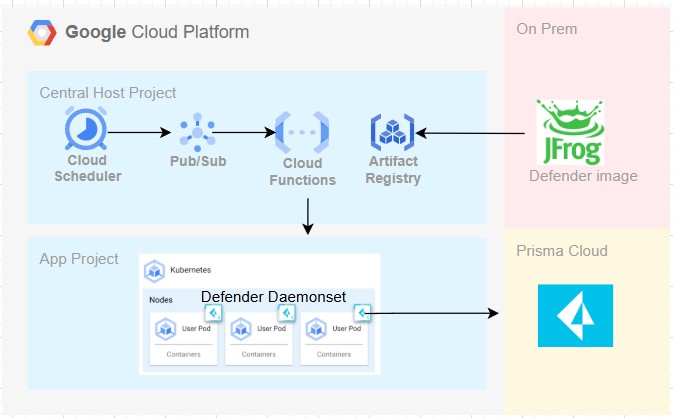 Google Cloud Platform
On Prem
Central Host Project
Cloud
Scheduler
Pub/Sub
Cloud
Functions
Artifact
Registry
JFrog
Defender image
App Project
Kubernetes
Nodes
Defender Daemonset
User Pod
Containers
User Pod
Containers
User Pod
Containers
Prisma Cloud